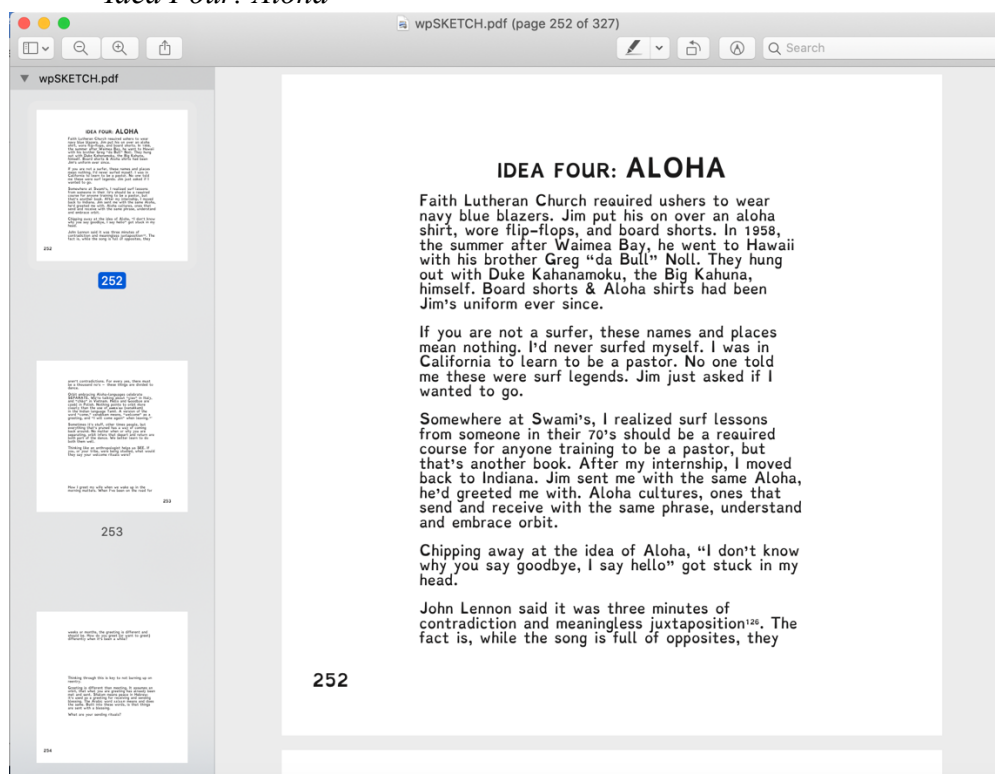 Idea Four: Aloha
wpSKETCH.pdf (page 252 of 327)
Search
wpSKETCH.pdf
IDEA FOUR: ALOHA
252
252
253
253
254
IDEA FOUR: ALOHA
Faith Lutheran Church required ushers to wear
navy blue blazers. Jim put his on over an aloha
shirt, wore flip-flops, and board shorts. In 1958,
the summer after Waimea Bay, he went to Hawaii
with his brother Greg “da Bull” Noll. They hung
out with Duke Kahanamoku, the Big Kahuna,
himself. Board shorts & Aloha shirts had been
Jim’s uniform ever since.
If you are not a surfer, these names and places
mean nothing. I’d never surfed myself. I was in
California to learn to be a pastor. No one told
me these were surf legends. Jim just asked if I
wanted to go.
Somewhere at Swami’s, I realized surf lessons
from someone in their 70’s should be a required
course for anyone training to be a pastor, but
that’s another book. After my internship, I moved
back to Indiana. Jim sent me with the same Aloha,
he’d greeted me with. Aloha cultures, ones that
send and receive with the same phrase, understand
and embrace orbit.
Chipping away at the idea of Aloha, “I don’t know
why you say goodbye, I say hello” got stuck in my
head.
John Lennon said it was three minutes of
contradiction and meaningless juxtaposition¹²⁶. The
fact is, while the song is full of opposites, they
252